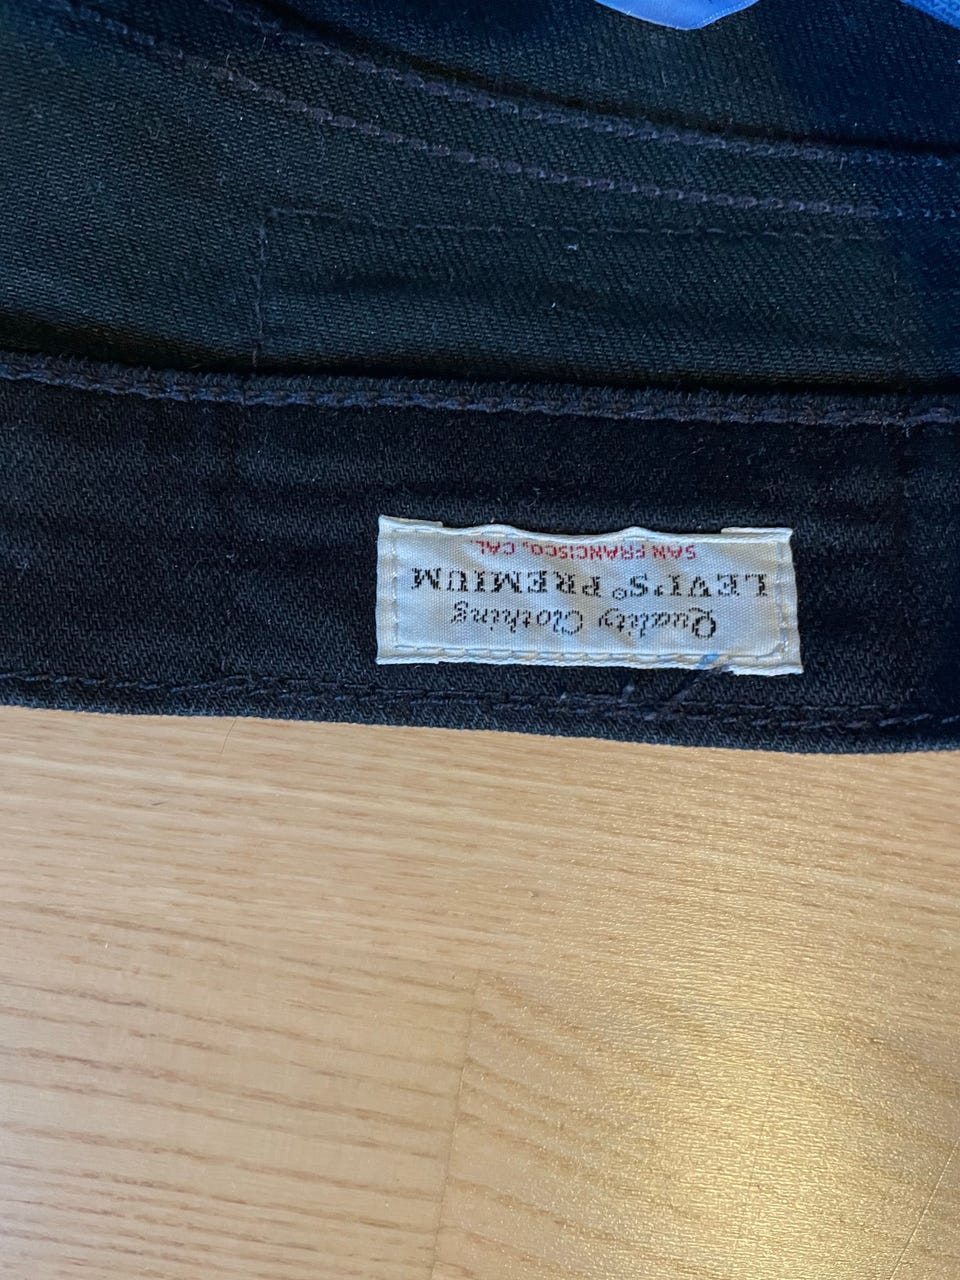 Quality Clothing
LEVI'S® PREMIUM
SAN FRANCISCO, CAL